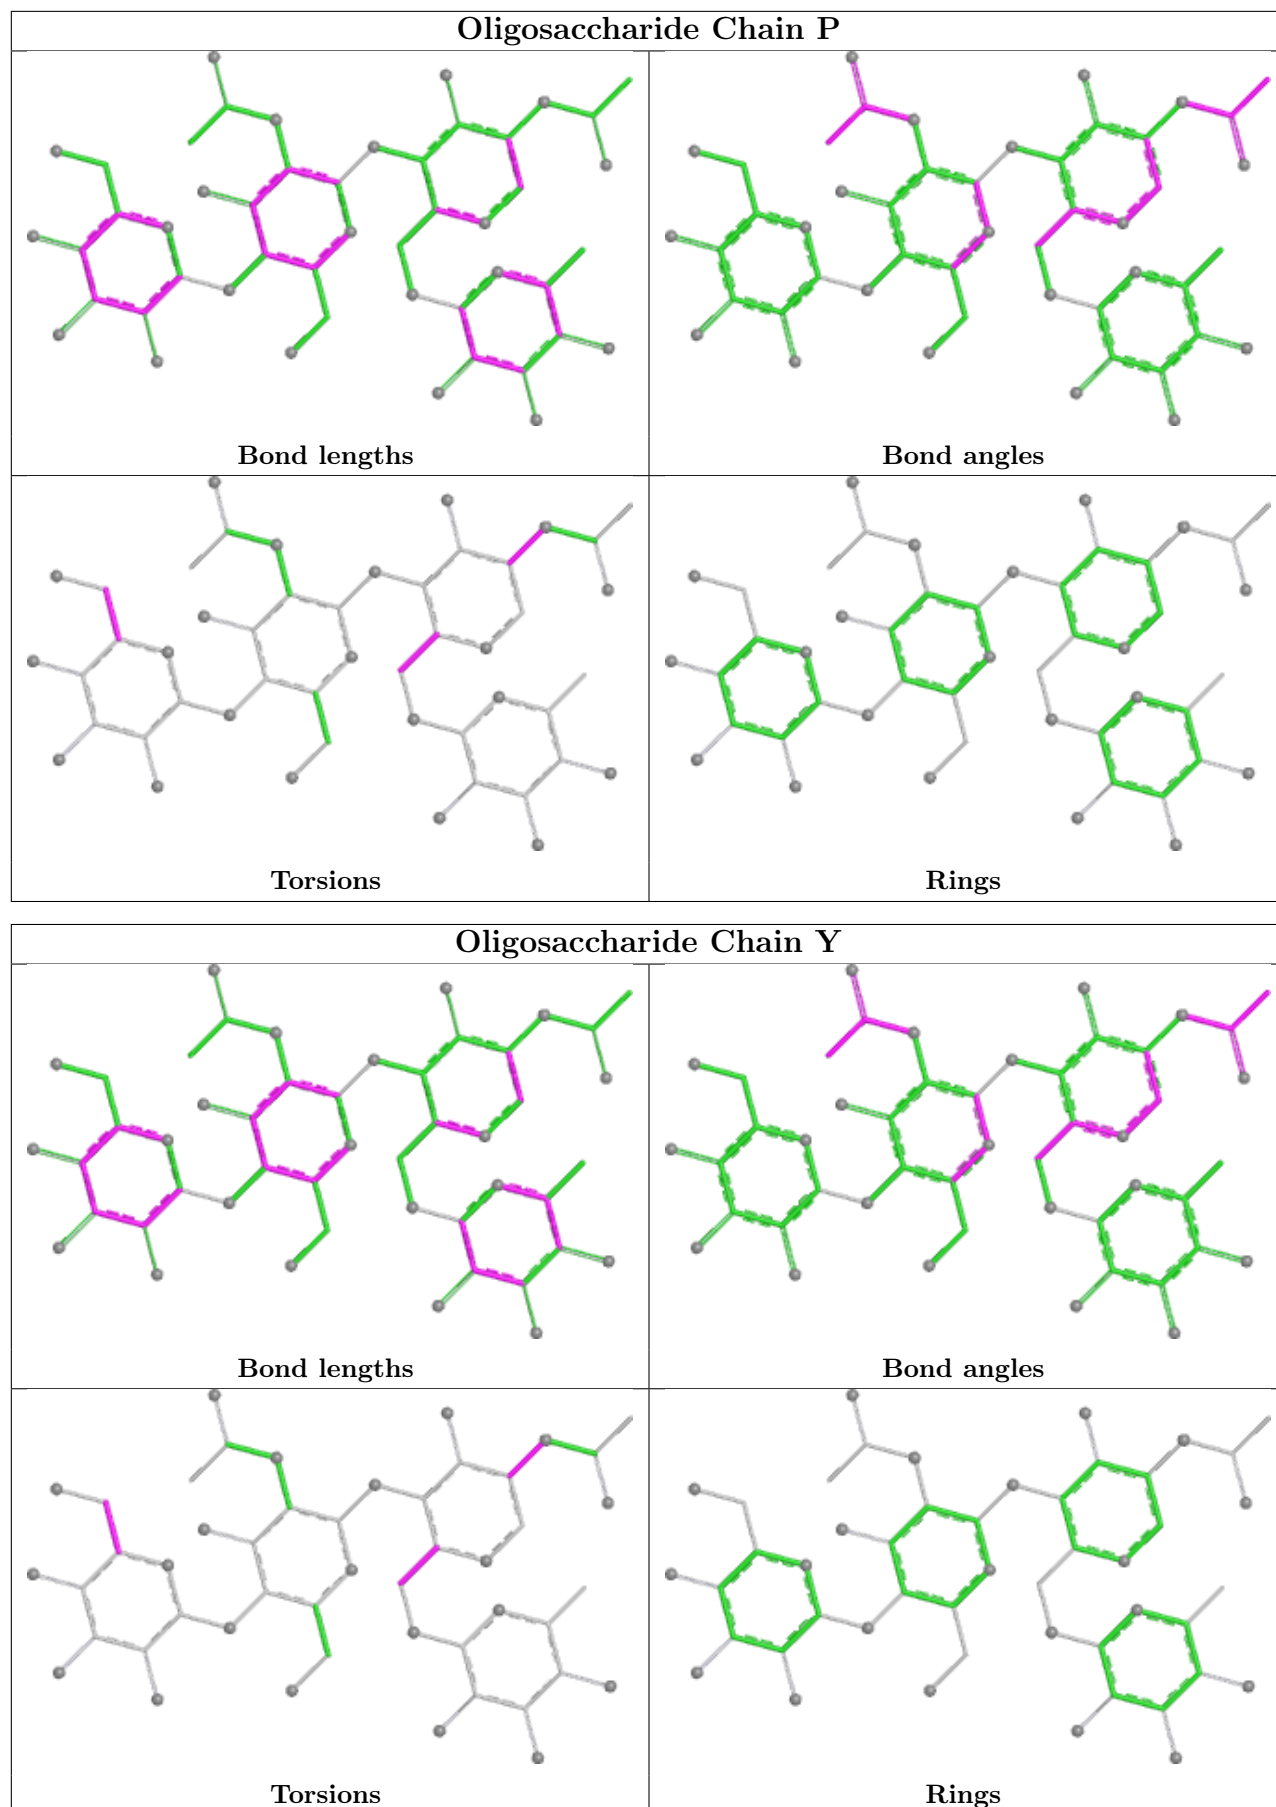 Oligosaccharide Chain P
Bond lengths
Bond angles
Torsions
Rings
Oligosaccharide Chain Y
Bond lengths
Bond angles
Torsions
Rings